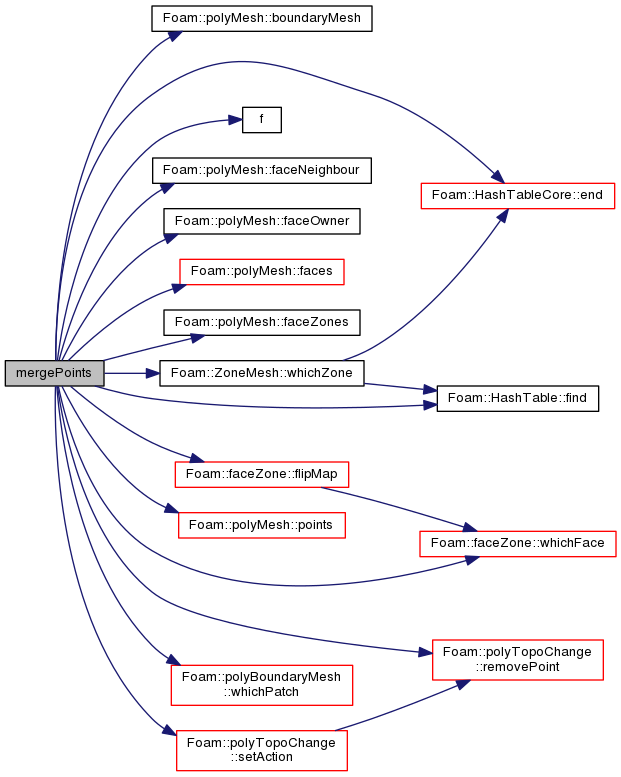 Foam::polyMesh::boundaryMesh
f
Foam::polyMesh::faceNeighbour
Foam::HashTableCore::end
Foam::polyMesh::faceOwner
Foam::polyMesh::faces
Foam::polyMesh::faceZones
mergePoints
Foam::ZoneMesh::whichZone
Foam::HashTable::find
Foam::faceZone::flipMap
Foam::polyMesh::points
Foam::faceZone::whichFace
Foam::polyTopoChange
::removePoint
Foam::polyBoundaryMesh
::whichPatch
Foam::polyTopoChange
::setAction